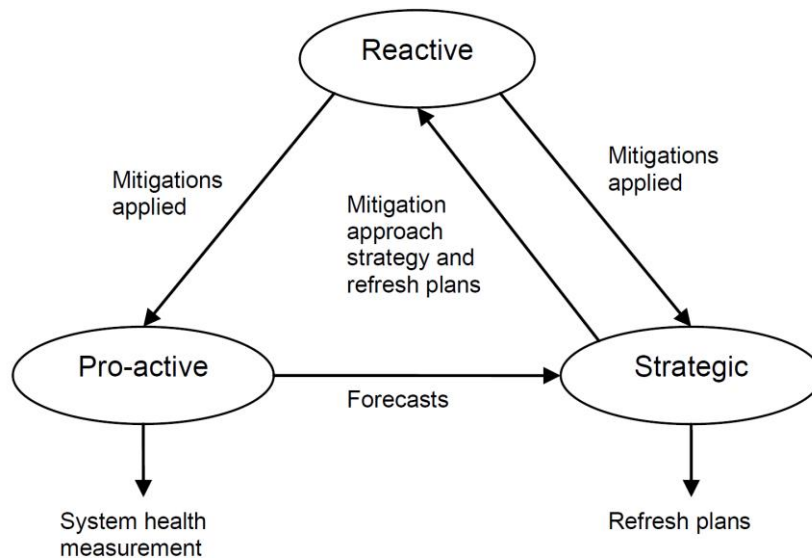 Reactive
Mitigations
applied
Mitigations
applied
Mitigation
approach
strategy and
refresh plans
Pro-active
Forecasts
Strategic
System health
measurement
Refresh plans